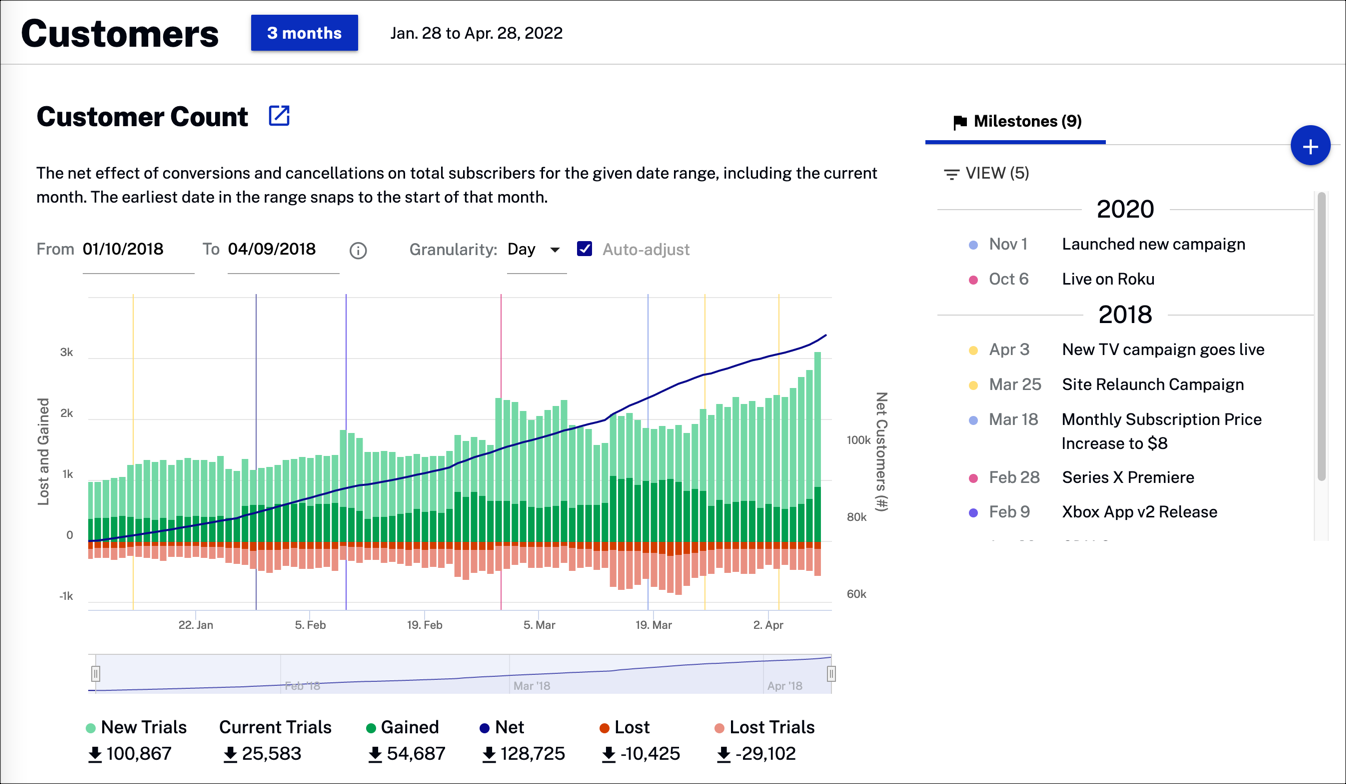 Customers
3 months
Jan. 28 to Apr. 28, 2022
Customer Count
The net effect of conversions and cancellations on total subscribers for the given date range, including the current
month. The earliest date in the range snaps to the start of that month.
From 01/10/2018 To 04/09/2018 Granularity: Day Auto-adjust
Lost and Gained
3k
2k
1k
0
-1k
Net Customers (#)
100k
80k
60k
22. Jan
5. Feb
19. Feb
5. Mar
19. Mar
2. Apr
Feb '18
Mar '18
Apr '18
New Trials
100,867
Current Trials
25,583
Gained
54,687
Net
128,725
Lost
-10,425
Lost Trials
-29,102
Milestones (9)
+
VIEW (5)
2020
Nov 1 Launched new campaign
Oct 6 Live on Roku
2018
Apr 3 New TV campaign goes live
Mar 25 Site Relaunch Campaign
Mar 18 Monthly Subscription Price
Increase to $8
Feb 28 Series X Premiere
Feb 9 Xbox App v2 Release